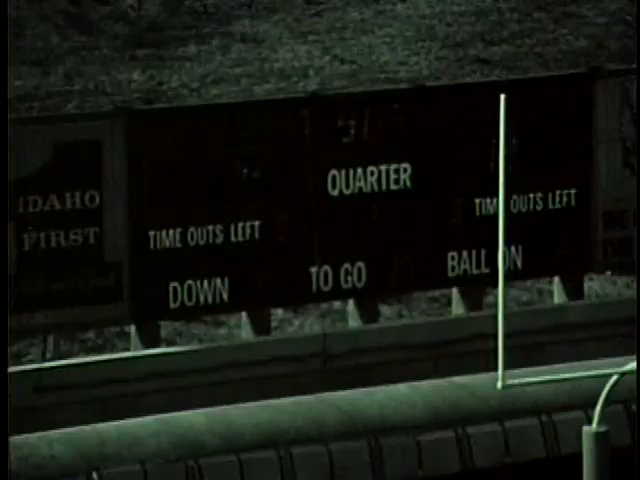 IDAHO
FIRST
QUARTER
TIME OUTS LEFT
TIME OUTS LEFT
DOWN
TO GO
BALL ON